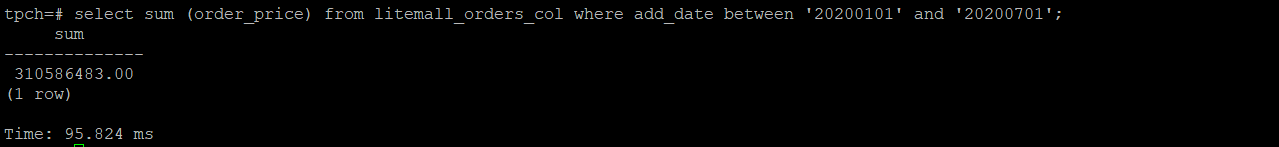 tpch=# select sum (order_price) from litemall_orders_col where add_date between '20200101' and '20200701';
     sum
--------------
 310586483.00
(1 row)

Time: 95.824 ms